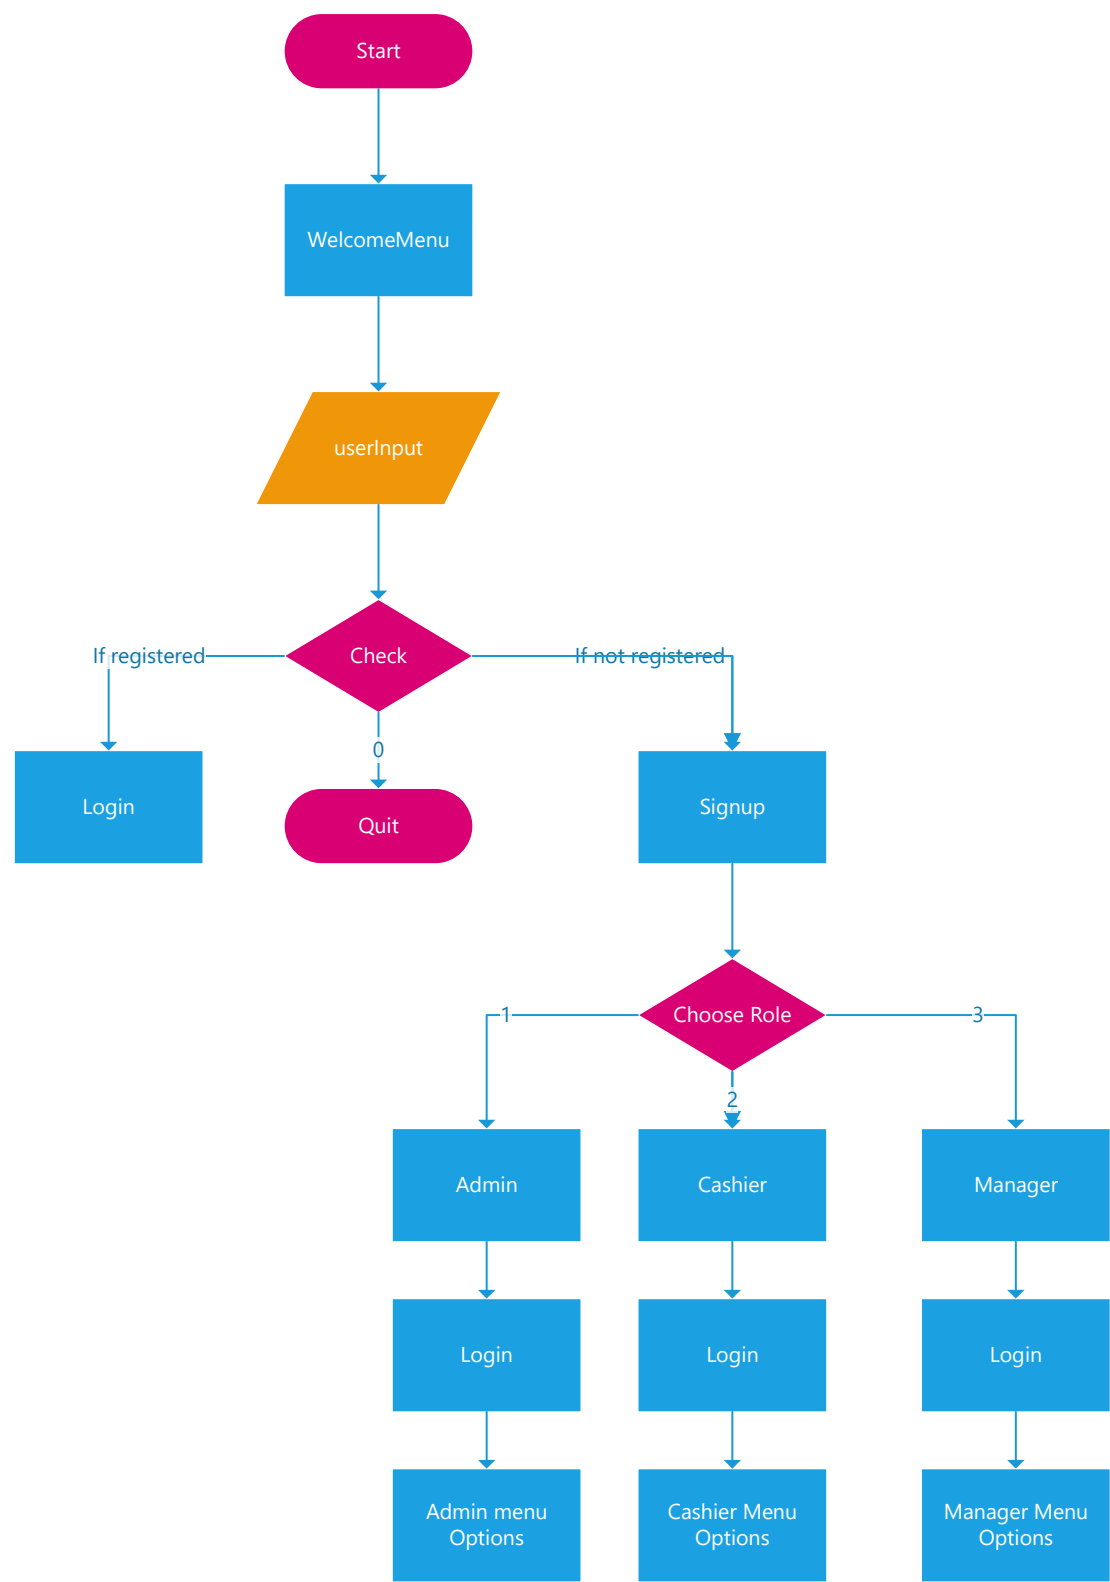 Start
WelcomeMenu
userInput
If registered
Check
If not registered
0
Login
Quit
Signup
1
Choose Role
3
2
Admin
Cashier
Manager
Login
Login
Login
Admin menu
Options
Cashier Menu
Options
Manager Menu
Options